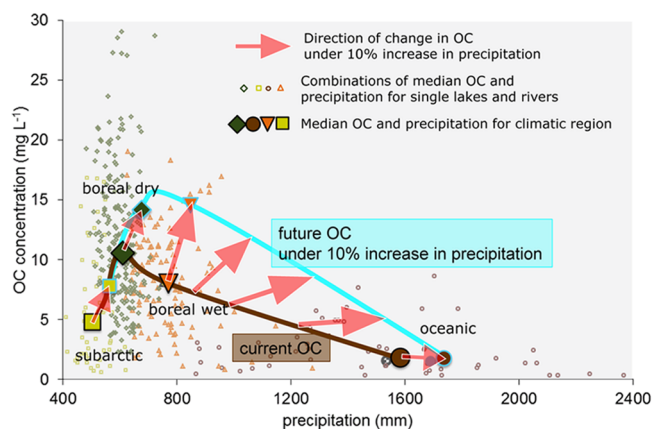 30
25
20
15
10
5
0
OC concentration (mg L⁻¹)
Direction of change in OC
under 10% increase in precipitation
Combinations of median OC and
precipitation for single lakes and rivers
Median OC and precipitation for climatic region
boreal dry
future OC
under 10% increase in precipitation
boreal wet
oceanic
subarctic
current OC
400 800 1200 1600 2000 2400
precipitation (mm)